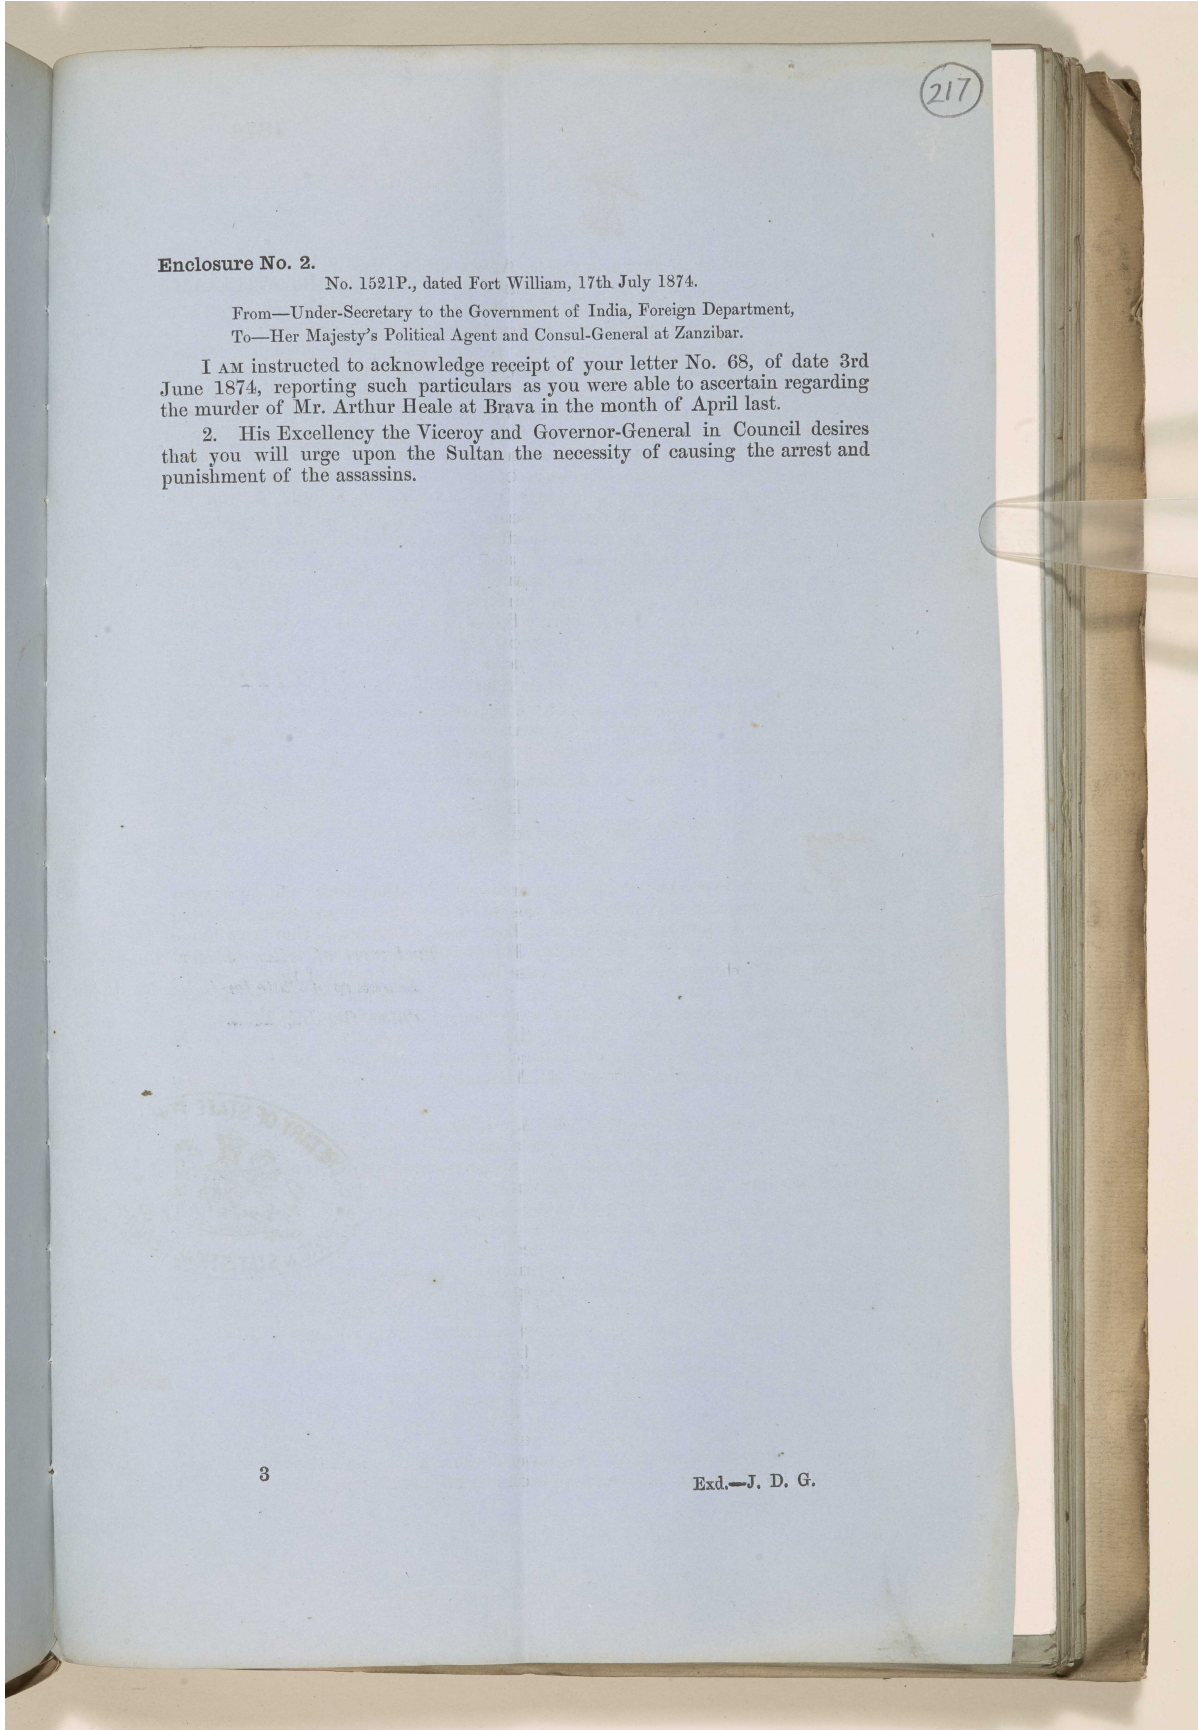 217
Enclosure No. 2.
No. 1521P., dated Fort William, 17th July 1874.
From—Under-Secretary to the Government of India, Foreign Department,
To—Her Majesty's Political Agent and Consul-General at Zanzibar.
I AM instructed to acknowledge receipt of your letter No. 68, of date 3rd
June 1874, reporting such particulars as you were able to ascertain regarding
the murder of Mr. Arthur Heale at Brava in the month of April last.
2. His Excellency the Viceroy and Governor-General in Council desires
that you will urge upon the Sultan the necessity of causing the arrest and
punishment of the assassins.
3
Exd.—J. D. G.